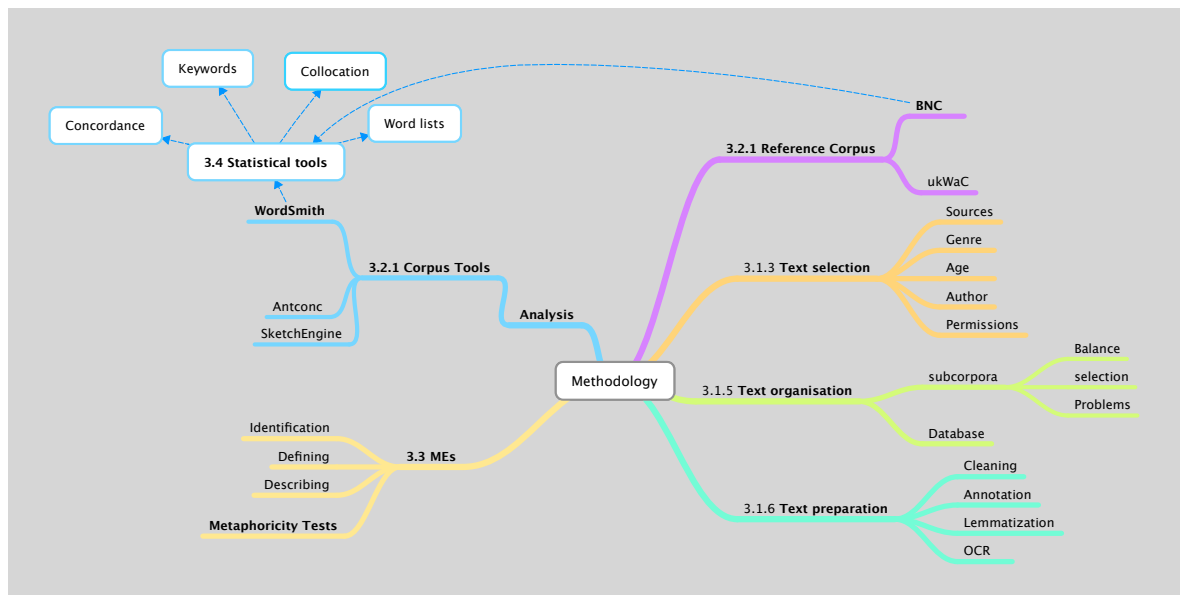 Keywords
Collocation
Concordance
Word lists
3.4 Statistical tools
WordSmith
3.2.1 Corpus Tools
Antconc
SketchEngine
Analysis
Methodology
3.3 MEs
Identification
Defining
Describing
Metaphoricity Tests
3.2.1 Reference Corpus
BNC
ukWaC
3.1.3 Text selection
Sources
Genre
Age
Author
Permissions
3.1.5 Text organisation
subcorpora
Balance
selection
Problems
Database
3.1.6 Text preparation
Cleaning
Annotation
Lemmatization
OCR